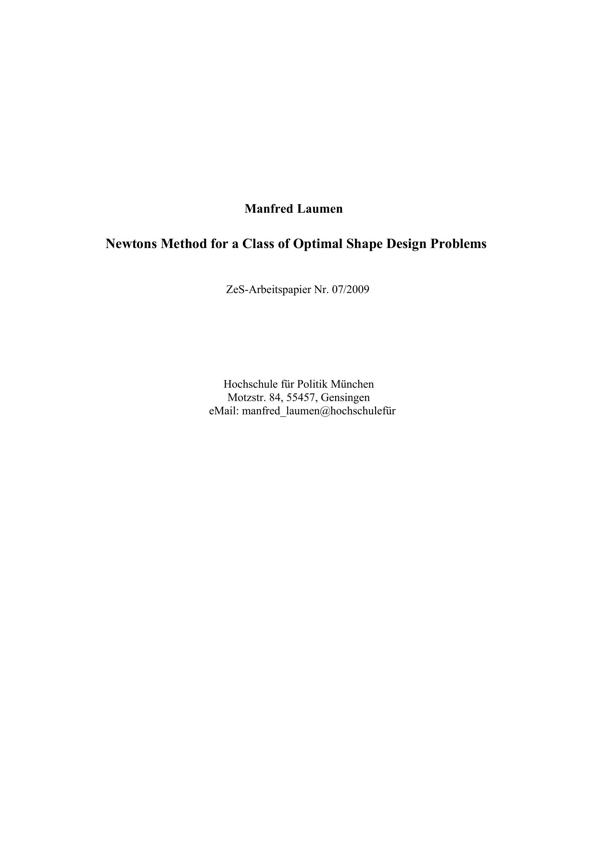 Manfred Laumen
Newtons Method for a Class of Optimal Shape Design Problems
ZeS-Arbeitspapier Nr. 07/2009
Hochschule für Politik München
Motzstr. 84, 55457, Gensingen
eMail: manfred_laumen@hochschulefür